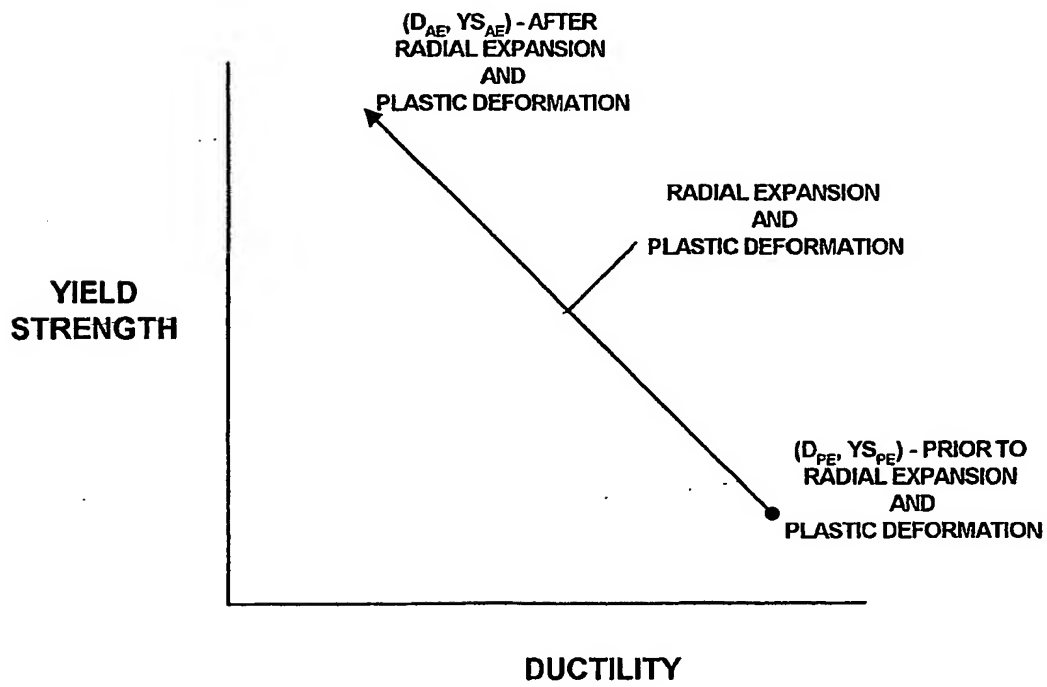 (D_AE, YS_AE) - AFTER
RADIAL EXPANSION
AND
PLASTIC DEFORMATION
RADIAL EXPANSION
AND
PLASTIC DEFORMATION
YIELD
STRENGTH
(D_PE, YS_PE) - PRIOR TO
RADIAL EXPANSION
AND
PLASTIC DEFORMATION
DUCTILITY